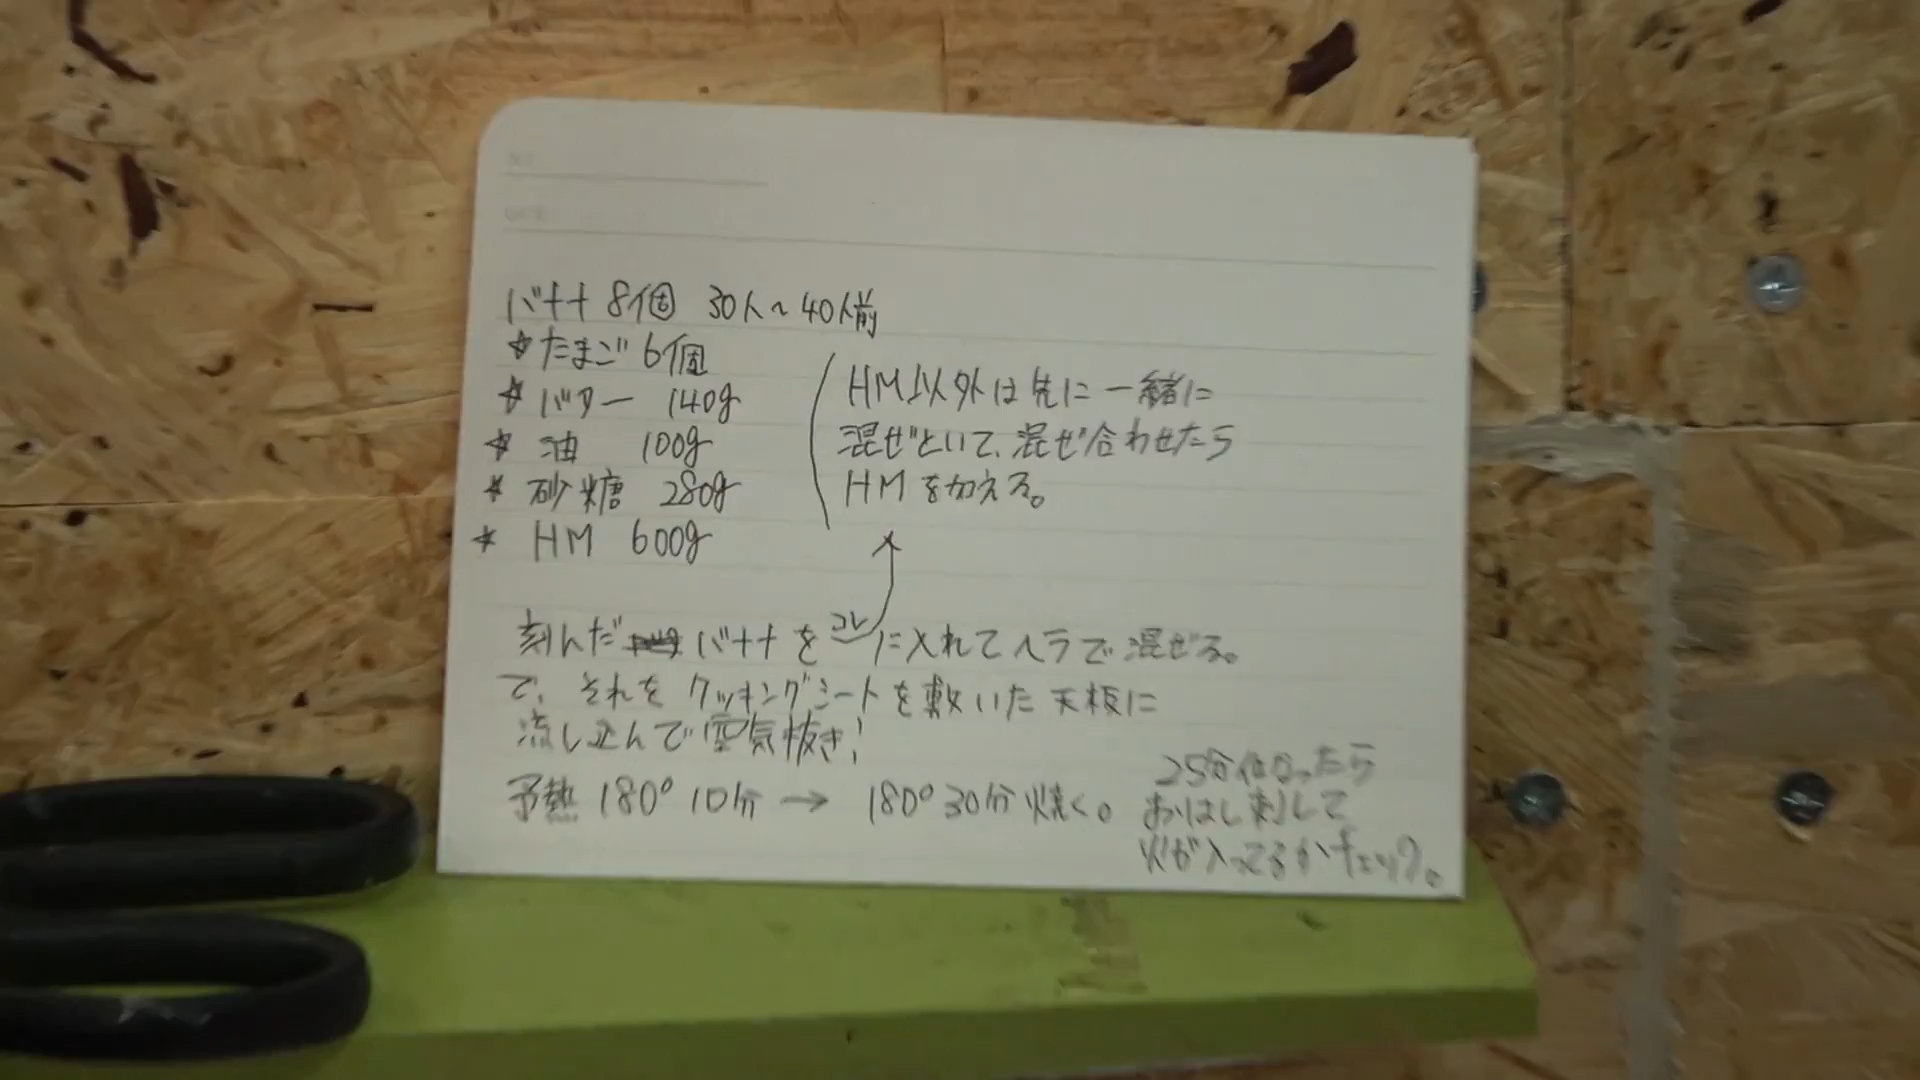 バナナ 8個 30人~40人前
☆たまご 6個
☆バター 140g
☆ 油 100g
☆ 砂糖 280g
☆ HM 600g
HM以外は先に一緒に
混ぜといて、混ぜ合わせたら
HMを加える。
刻んだ バナナをコレに入れてヘラで混ぜる。
で、それをクッキングシートを敷いた天板に
流し込んで空気抜き!
予熱 180° 10分 → 180° 30分焼く。
25分位なったら
おはし刺して
火が入ってるかチェック。